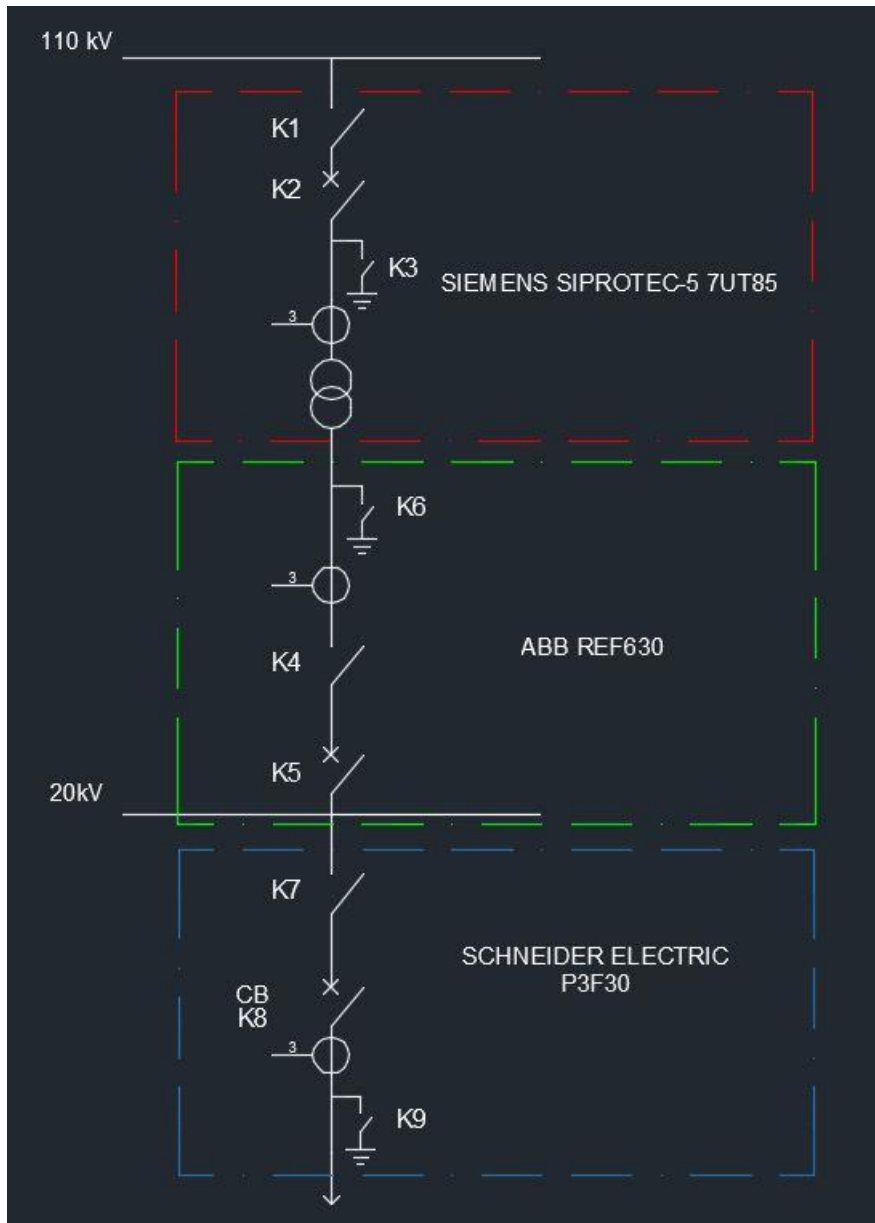 110 kV
K1
K2
K3
SIEMENS SIPROTEC-5 7UT85
3
K6
3
ABB REF630
K4
K5
20kV
K7
SCHNEIDER ELECTRIC
P3F30
CB
K8
3
K9